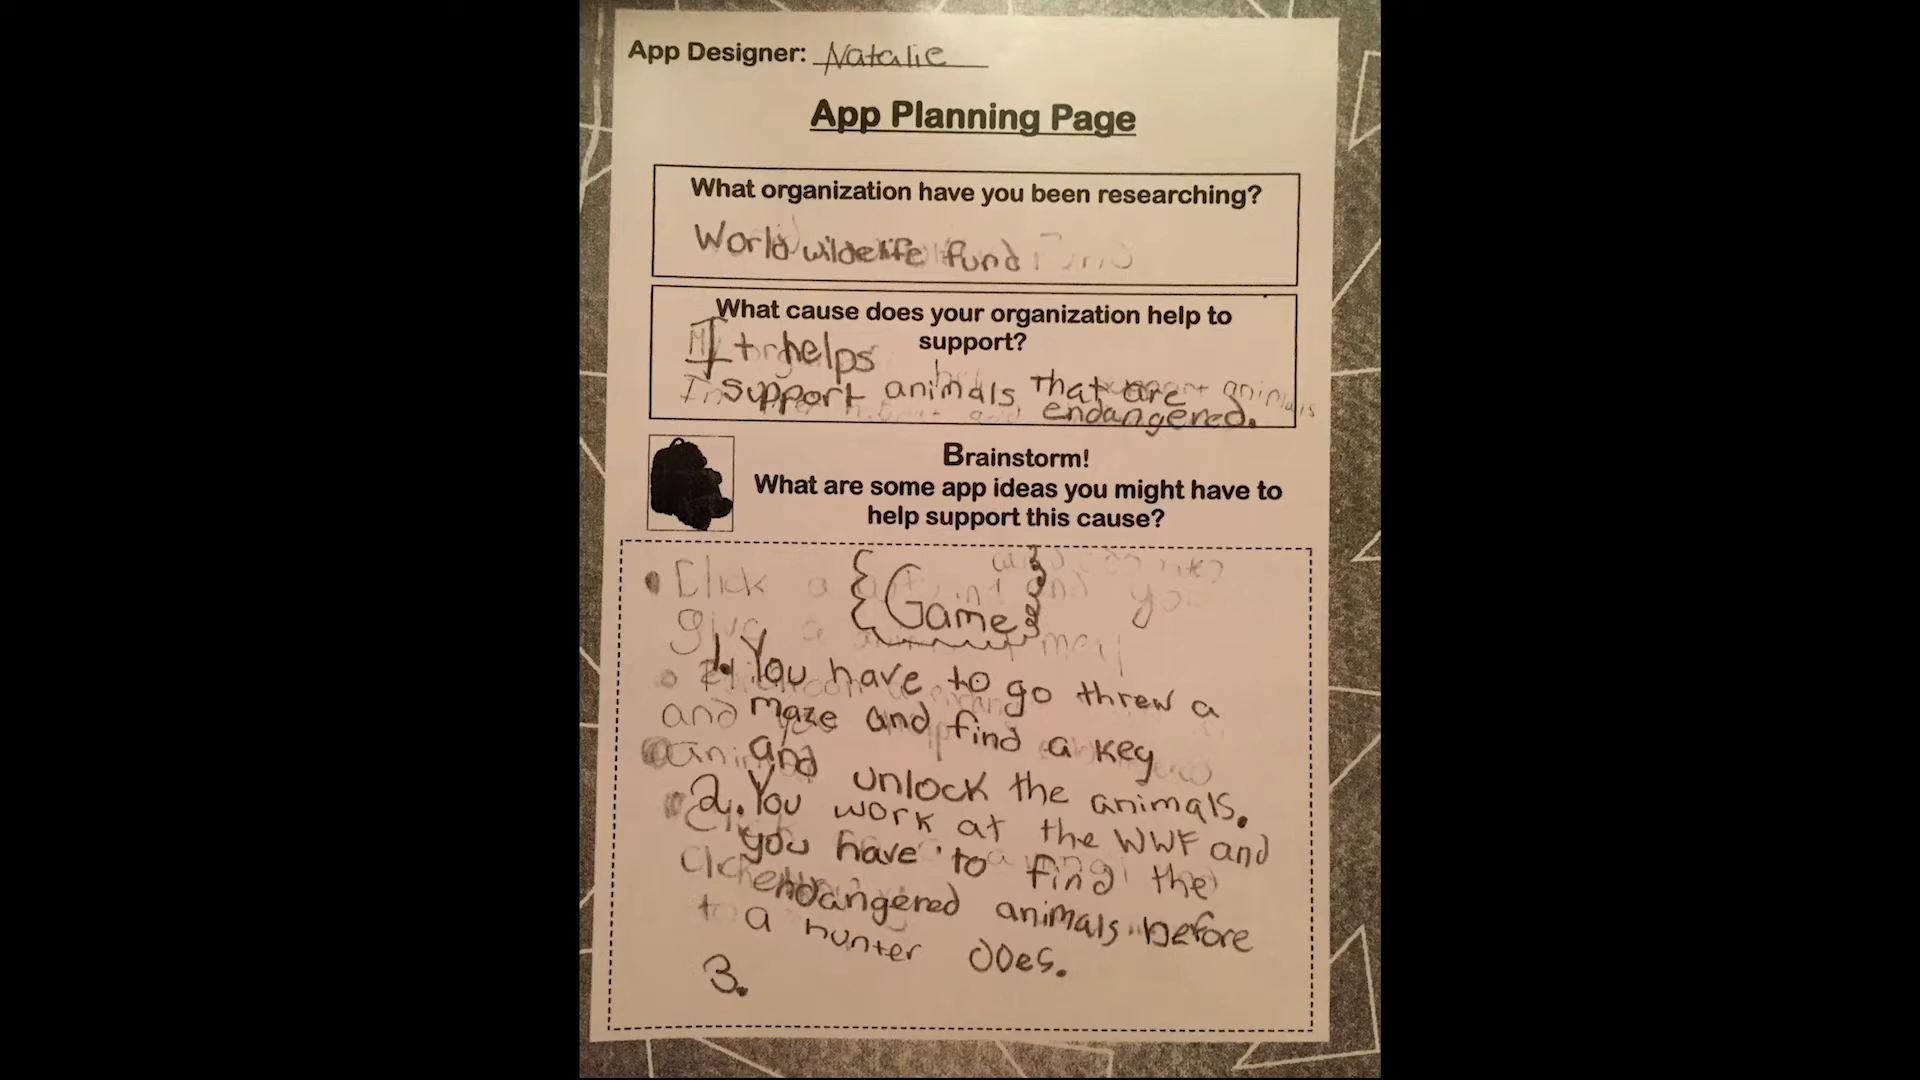 App Designer: Natalie
App Planning Page
What organization have you been researching?
World wildelife fund
What cause does your organization help to
support?
It helps
support animals that are
endangered.
Brainstorm!
What are some app ideas you might have to
help support this cause?
Game
1. You have to go threw a
maze and find a key
and unlock the animals.
2. You work at the WWF and
you have to find the
endangered animals before
a hunter does.
3.